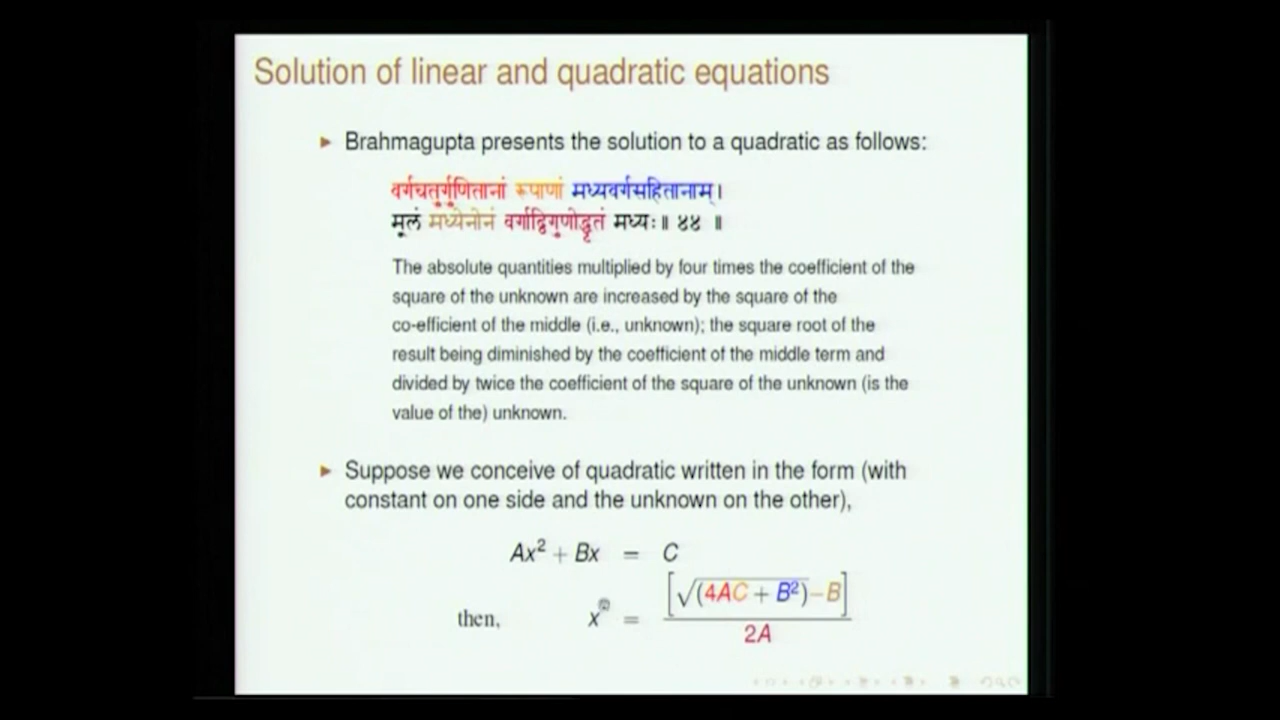 Solution of linear and quadratic equations
▶ Brahmagupta presents the solution to a quadratic as follows:
वर्गचतुर्गुणितानां रूपाणां मध्यवर्गसहितानाम्।
मूलं मध्येनोनं वर्गाद्विगुणोद्धृतं मध्यः॥ ४४ ॥
The absolute quantities multiplied by four times the coefficient of the
square of the unknown are increased by the square of the
co-efficient of the middle (i.e., unknown); the square root of the
result being diminished by the coefficient of the middle term and
divided by twice the coefficient of the square of the unknown (is the
value of the) unknown.
▶ Suppose we conceive of quadratic written in the form (with
constant on one side and the unknown on the other),
Ax² + Bx = C
then, x = [√(4AC + B²) − B] / 2A